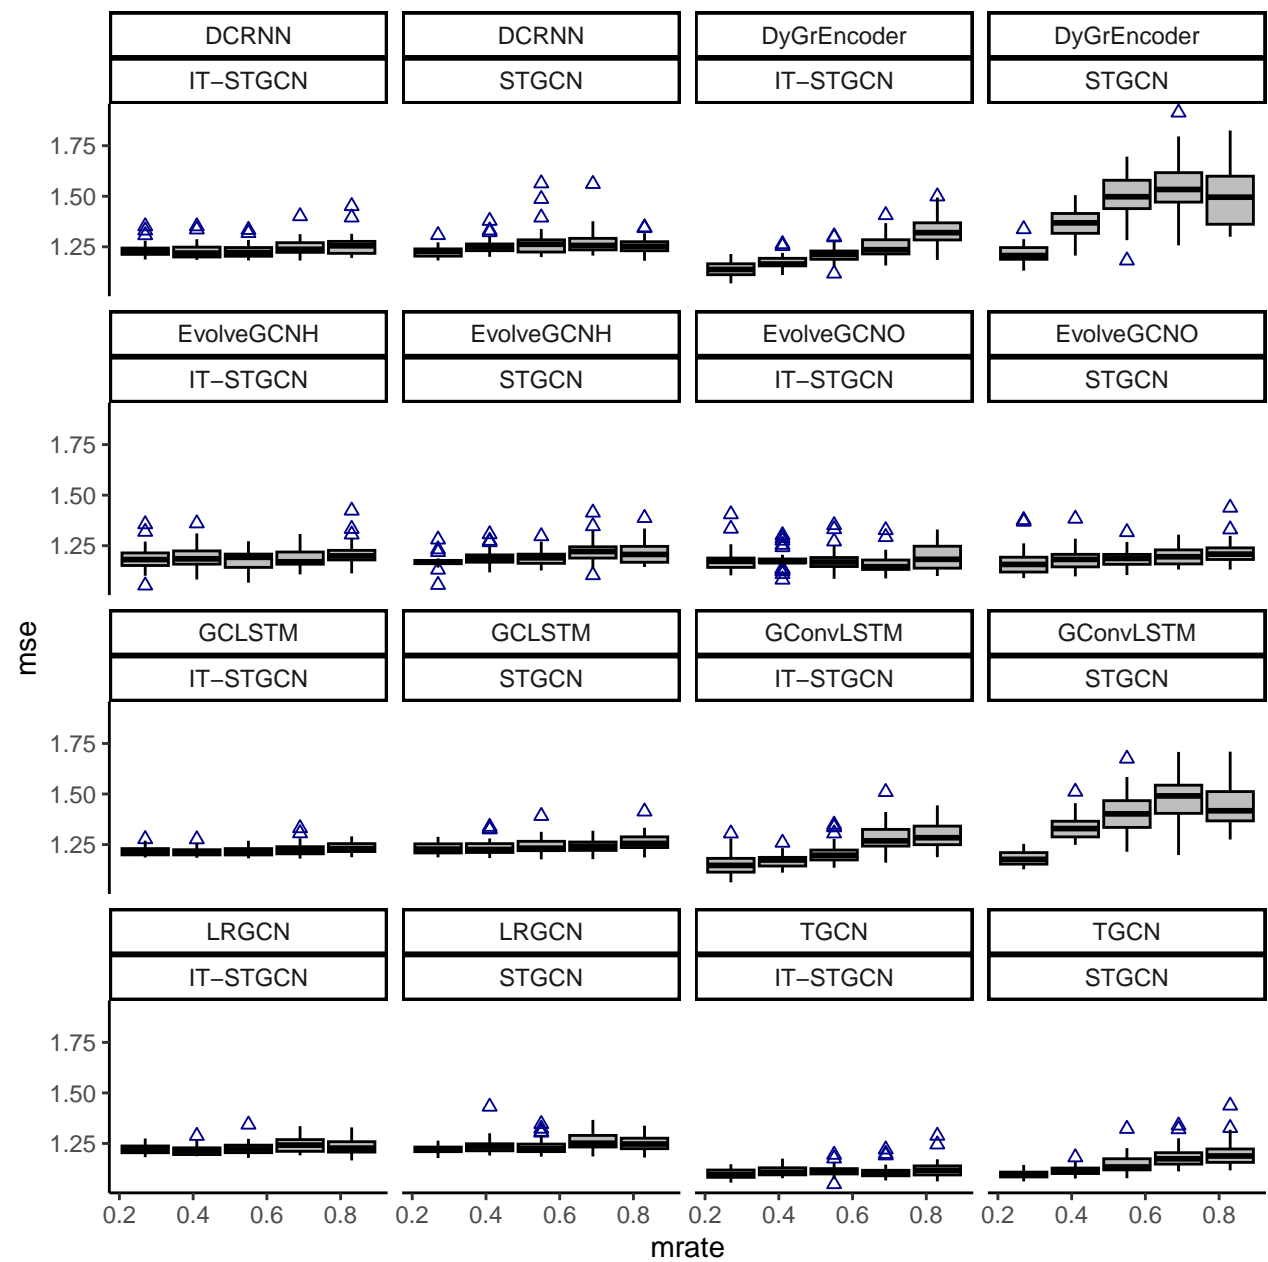 DCRNN DCRNN DyGrEncoder DyGrEncoder
IT−STGCN STGCN IT−STGCN STGCN
1.75
1.50
1.25
EvolveGCNH EvolveGCNH EvolveGCNO EvolveGCNO
IT−STGCN STGCN IT−STGCN STGCN
1.75
1.50
1.25
GCLSTM GCLSTM GConvLSTM GConvLSTM
IT−STGCN STGCN IT−STGCN STGCN
mse
1.75
1.50
1.25
LRGCN LRGCN TGCN TGCN
IT−STGCN STGCN IT−STGCN STGCN
1.75
1.50
1.25
0.2 0.4 0.6 0.8 0.2 0.4 0.6 0.8 0.2 0.4 0.6 0.8 0.2 0.4 0.6 0.8
mrate